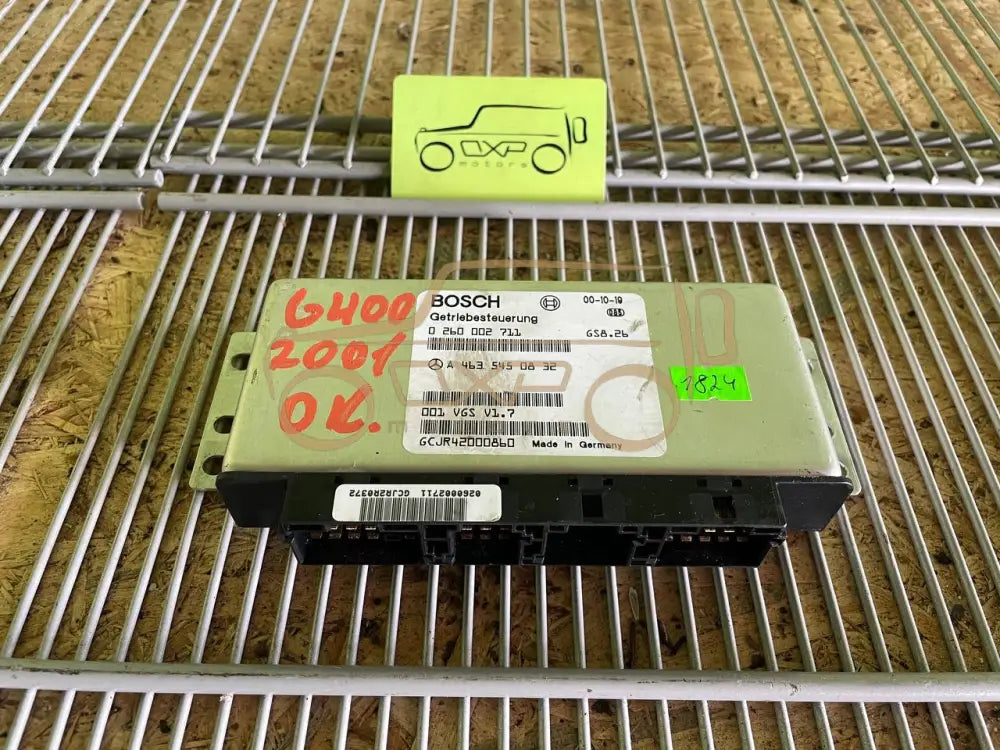 OXP
motors
G400
2001
OK.
BOSCH
00-10-19
Getriebesteuerung
0 260 002 711
GS8.26
A 463 545 08 32
1824
001 VGS V1.7
GCJR42000860
Made in Germany
0260002711 GCJR2R0372